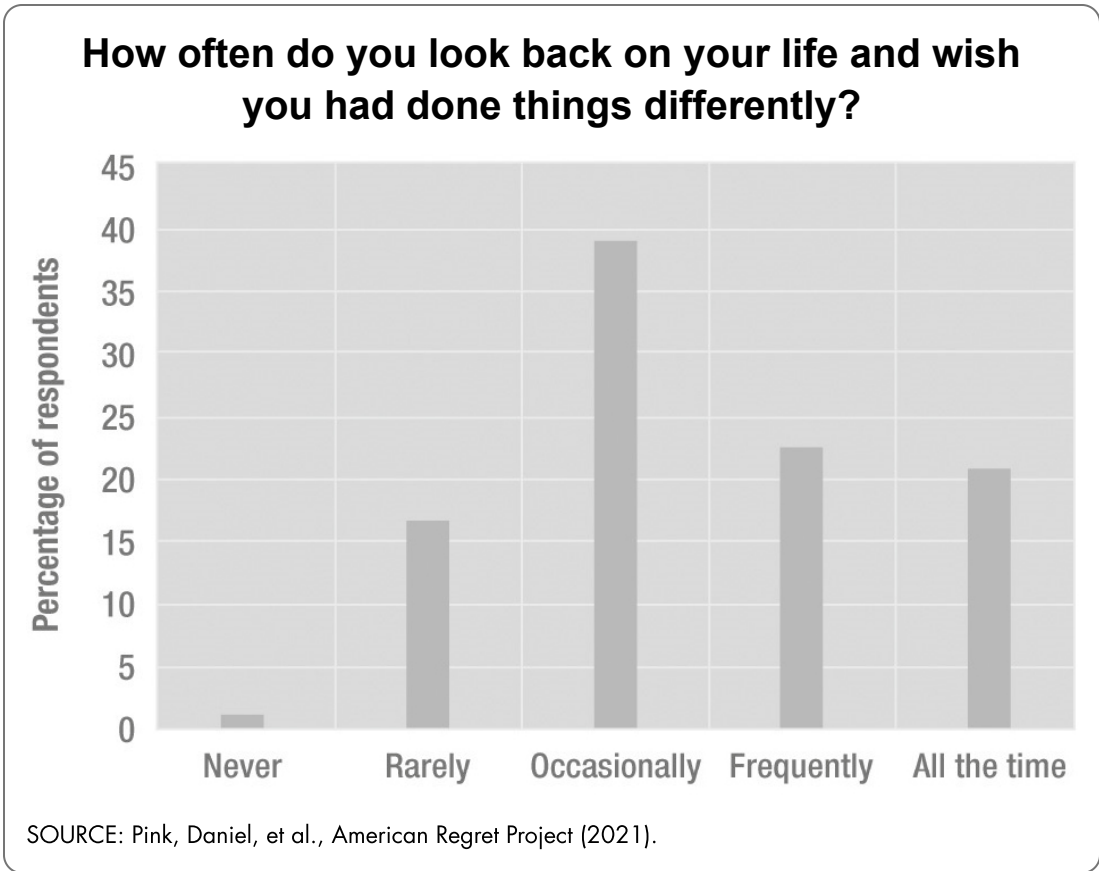 How often do you look back on your life and wish
you had done things differently?
Percentage of respondents
45
40
35
30
25
20
15
10
5
0
Never Rarely Occasionally Frequently All the time
SOURCE: Pink, Daniel, et al., American Regret Project (2021).